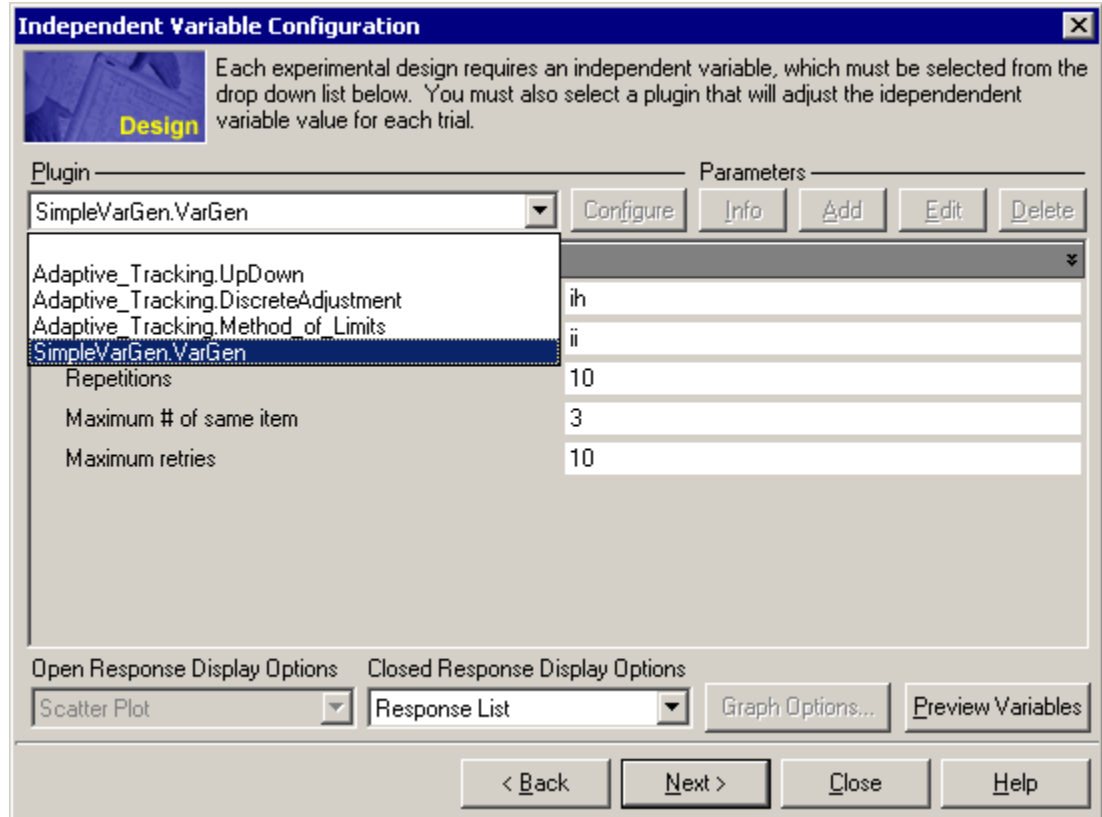 Independent Variable Configuration
Each experimental design requires an independent variable, which must be selected from the
drop down list below. You must also select a plugin that will adjust the idependendent
variable value for each trial.
Design
Plugin
Parameters
SimpleVarGen.VarGen
Configure
Info
Add
Edit
Delete
Adaptive_Tracking.UpDown
Adaptive_Tracking.DiscreteAdjustment
Adaptive_Tracking.Method_of_Limits
SimpleVarGen.VarGen
ih
ii
Repetitions 10
Maximum # of same item 3
Maximum retries 10
Open Response Display Options
Closed Response Display Options
Scatter Plot
Response List
Graph Options...
Preview Variables
< Back
Next >
Close
Help